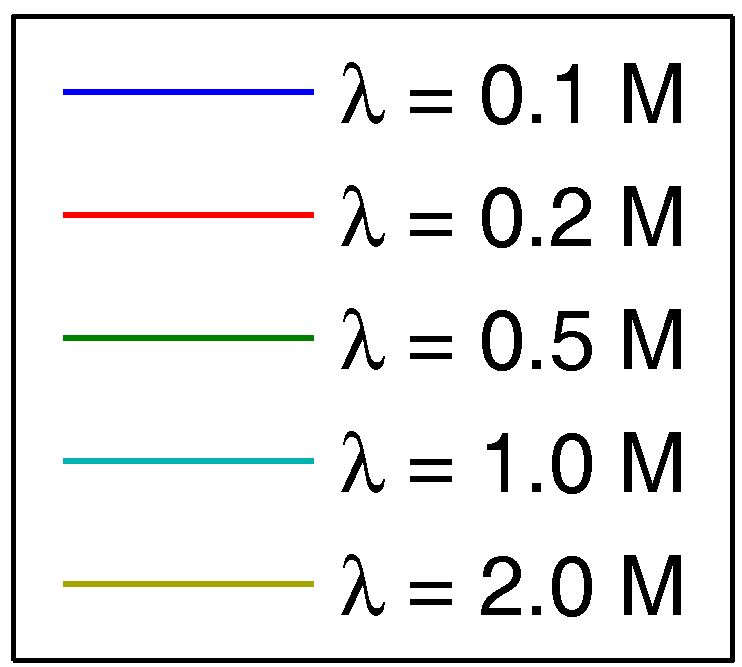 λ = 0.1 M
λ = 0.2 M
λ = 0.5 M
λ = 1.0 M
λ = 2.0 M